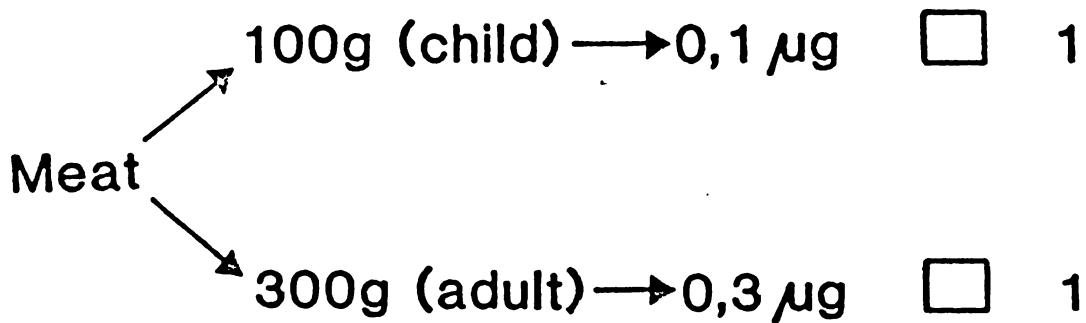 100g (child) → 0,1 µg □ 1
Meat
300g (adult) → 0,3 µg □ 1